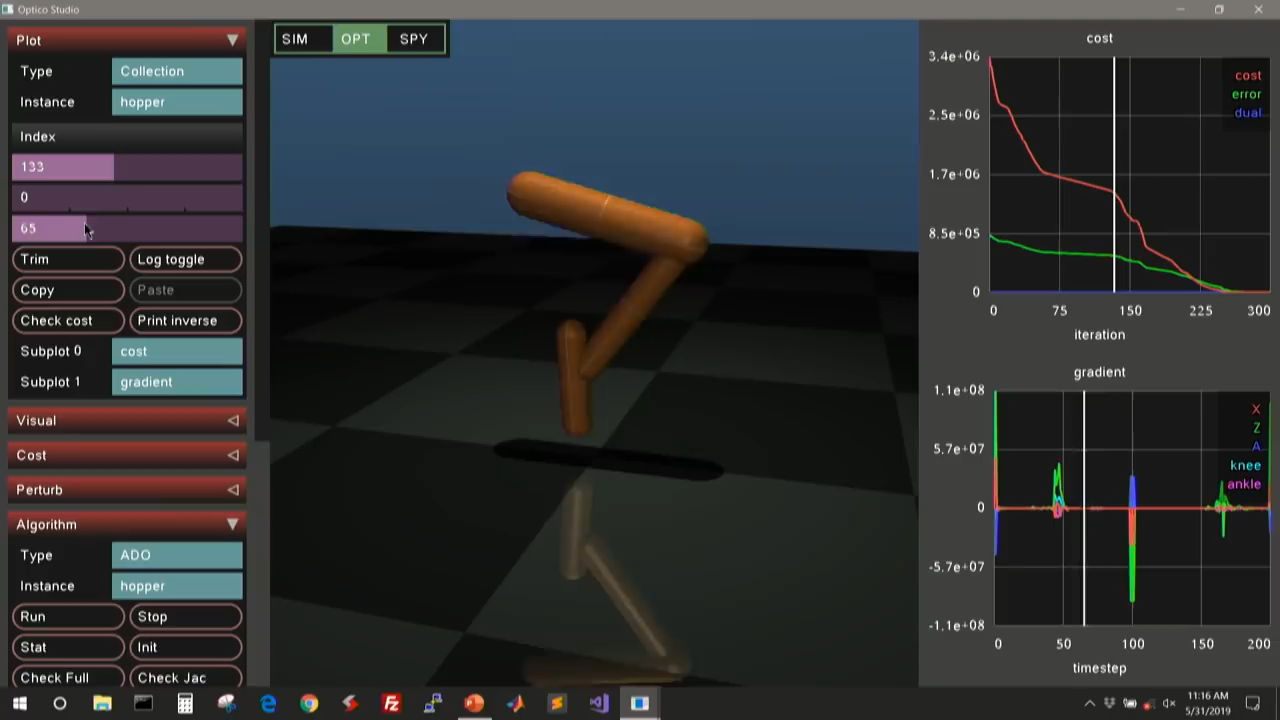 Optico Studio
Plot
Type Collection
Instance hopper
Index
133
0
65
Trim Log toggle
Copy Paste
Check cost Print inverse
Subplot 0 cost
Subplot 1 gradient
Visual
Cost
Perturb
Algorithm
Type ADO
Instance hopper
Run Stop
Stat Init
Check Full Check Jac
SIM OPT SPY
cost
3.4e+06
2.5e+06
1.7e+06
8.5e+05
0
cost
error
dual
0 75 150 225 300
iteration
gradient
1.1e+08
5.7e+07
0
-5.7e+07
-1.1e+08
X
Z
A
knee
ankle
0 50 100 150 200
timestep
11:16 AM
5/31/2019